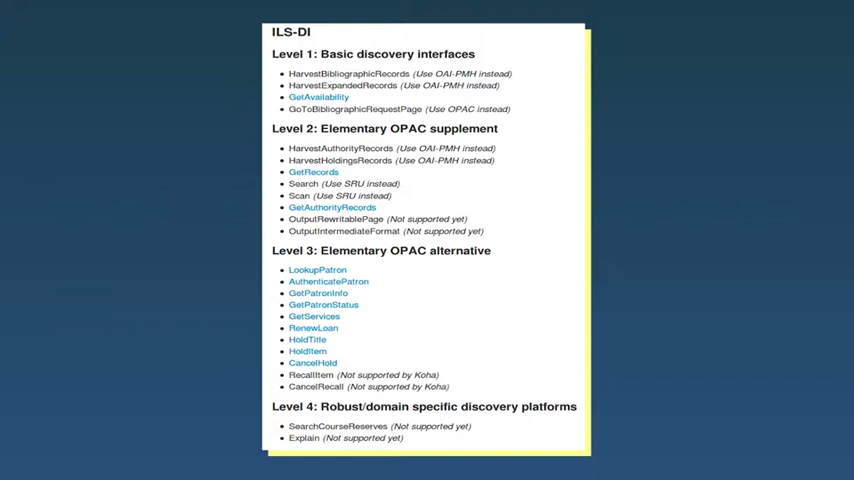 ILS-DI
Level 1: Basic discovery interfaces
• HarvestBibliographicRecords (Use OAI-PMH instead)
• HarvestExpandedRecords (Use OAI-PMH instead)
• GetAvailability
• GoToBibliographicRequestPage (Use OPAC instead)
Level 2: Elementary OPAC supplement
• HarvestAuthorityRecords (Use OAI-PMH instead)
• HarvestHoldingsRecords (Use OAI-PMH instead)
• GetRecords
• Search (Use SRU instead)
• Scan (Use SRU instead)
• GetAuthorityRecords
• OutputRewritablePage (Not supported yet)
• OutputIntermediateFormat (Not supported yet)
Level 3: Elementary OPAC alternative
• LookupPatron
• AuthenticatePatron
• GetPatronInfo
• GetPatronStatus
• GetServices
• RenewLoan
• HoldTitle
• HoldItem
• CancelHold
• RecallItem (Not supported by Koha)
• CancelRecall (Not supported by Koha)
Level 4: Robust/domain specific discovery platforms
• SearchCourseReserves (Not supported yet)
• Explain (Not supported yet)